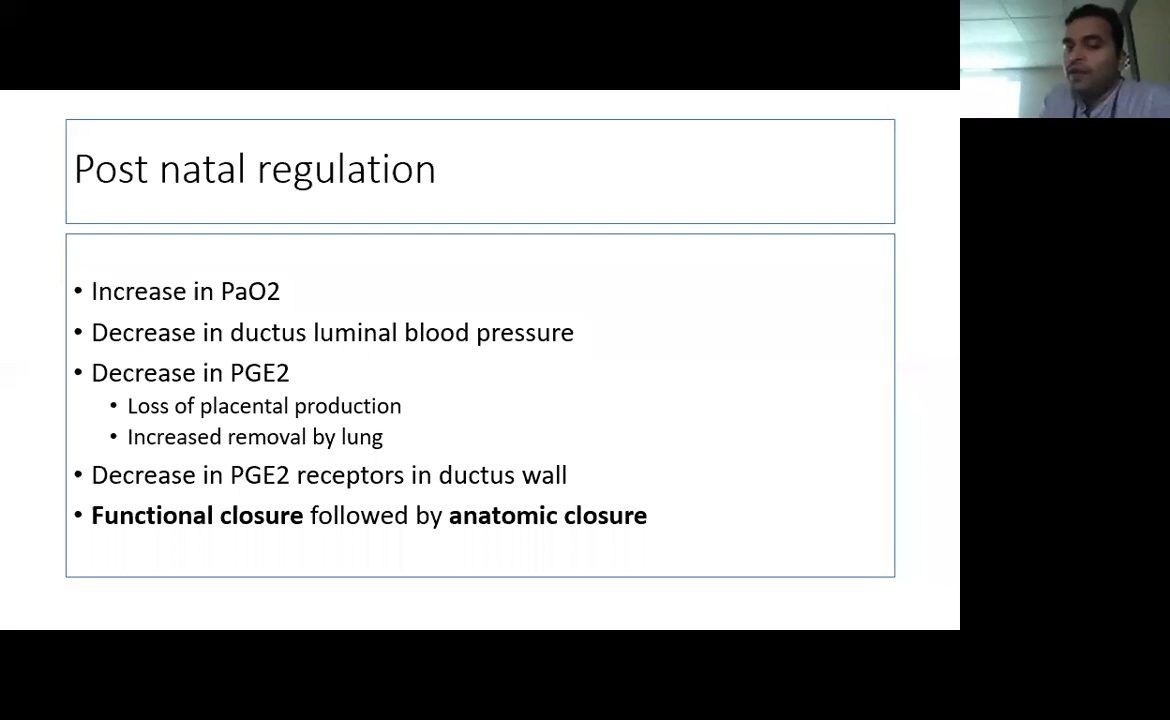 Post natal regulation
• Increase in PaO2
• Decrease in ductus luminal blood pressure
• Decrease in PGE2
• Loss of placental production
• Increased removal by lung
• Decrease in PGE2 receptors in ductus wall
• Functional closure followed by anatomic closure